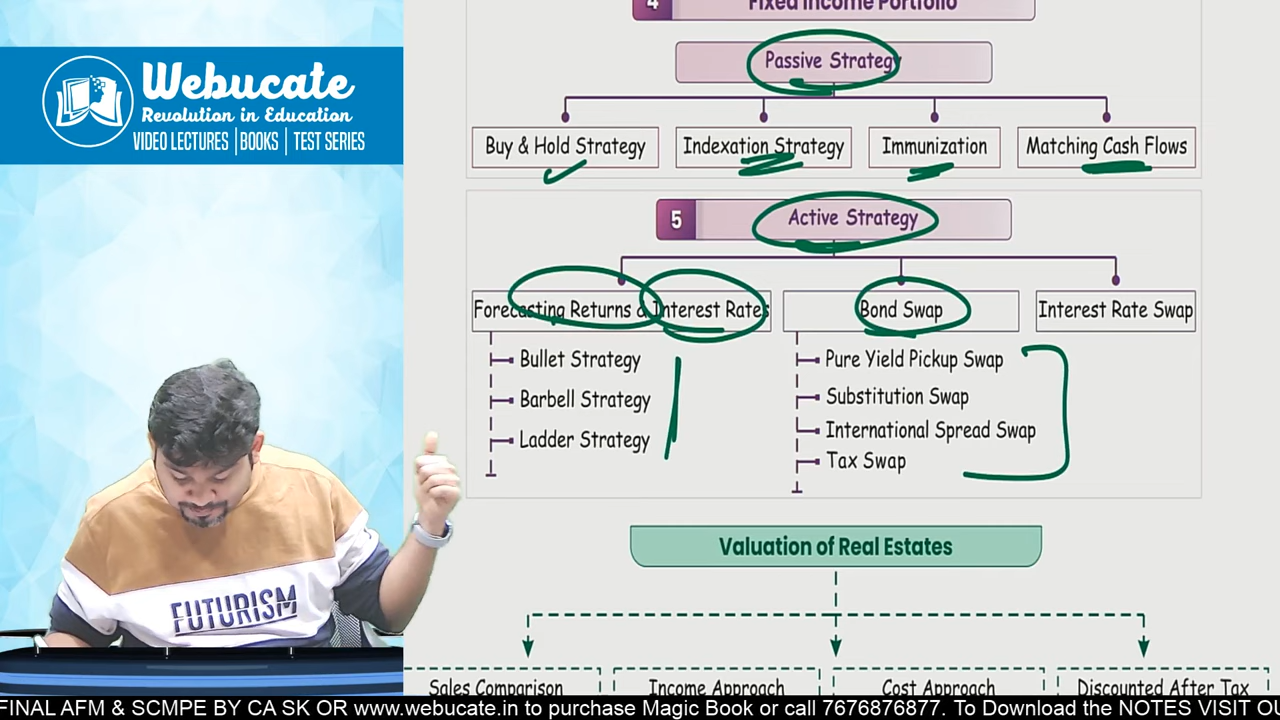 Webucate
Revolution in Education
VIDEO LECTURES | BOOKS | TEST SERIES
FUTURISM
4 Fixed Income Portfolio
Passive Strategy
Buy & Hold Strategy
Indexation Strategy
Immunization
Matching Cash Flows
5 Active Strategy
Forecasting Returns & Interest Rates
Bullet Strategy
Barbell Strategy
Ladder Strategy
Bond Swap
Pure Yield Pickup Swap
Substitution Swap
International Spread Swap
Tax Swap
Interest Rate Swap
Valuation of Real Estates
Sales Comparison
Income Approach
Cost Approach
Discounted After Tax
FINAL AFM & SCMPE BY CA SK OR www.webucate.in to purchase Magic Book or call 7676876877. To Download the NOTES VISIT OU